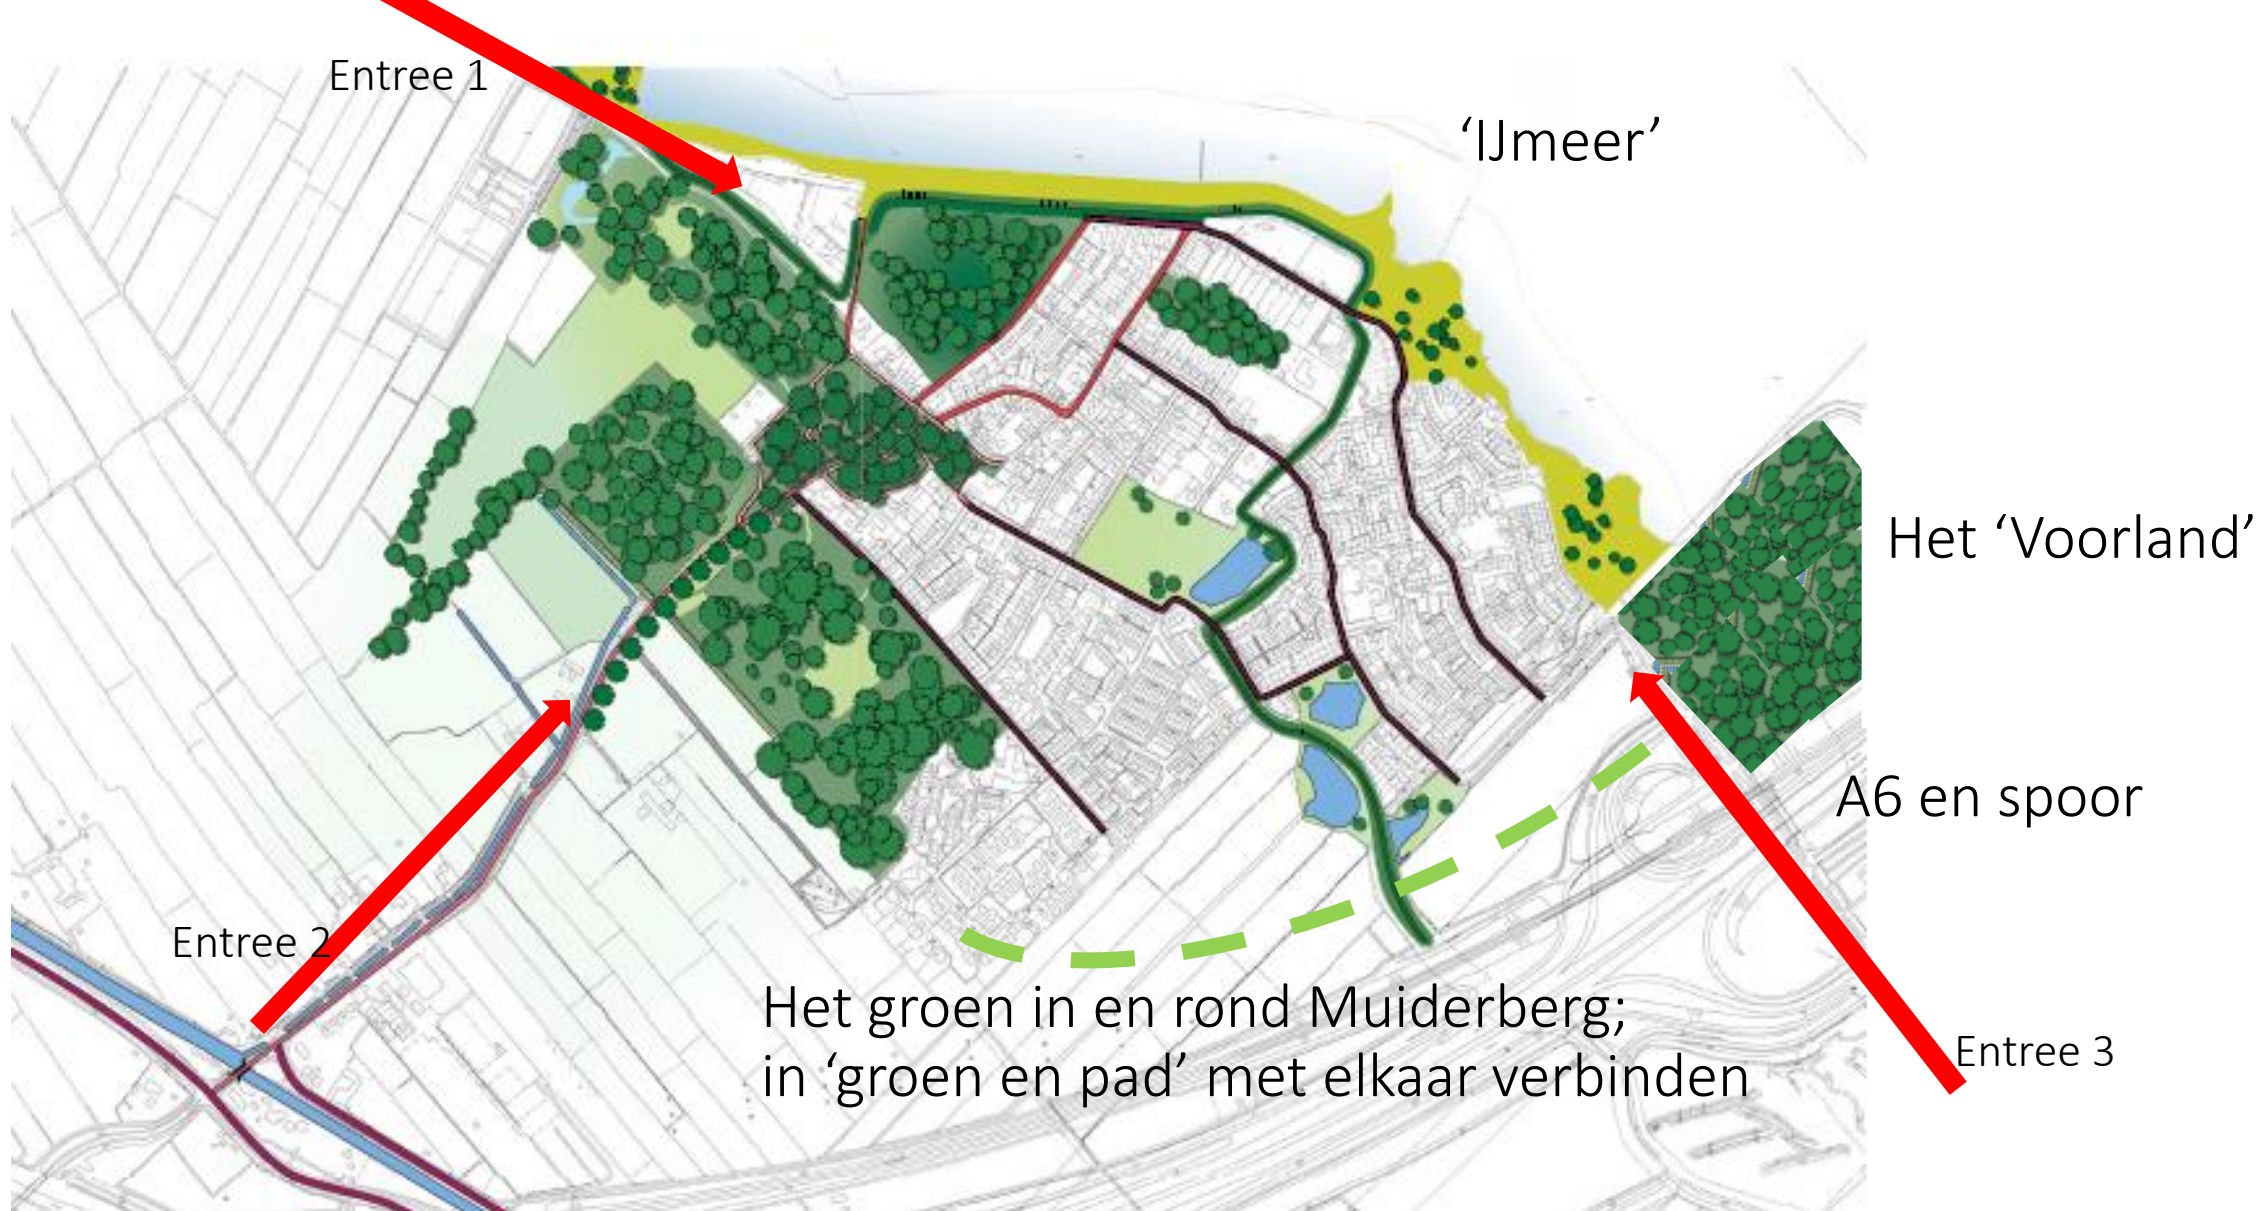 Entree 1
‘IJmeer’
Het ‘Voorland’
A6 en spoor
Entree 2
Het groen in en rond Muiderberg;
in ‘groen en pad’ met elkaar verbinden
Entree 3